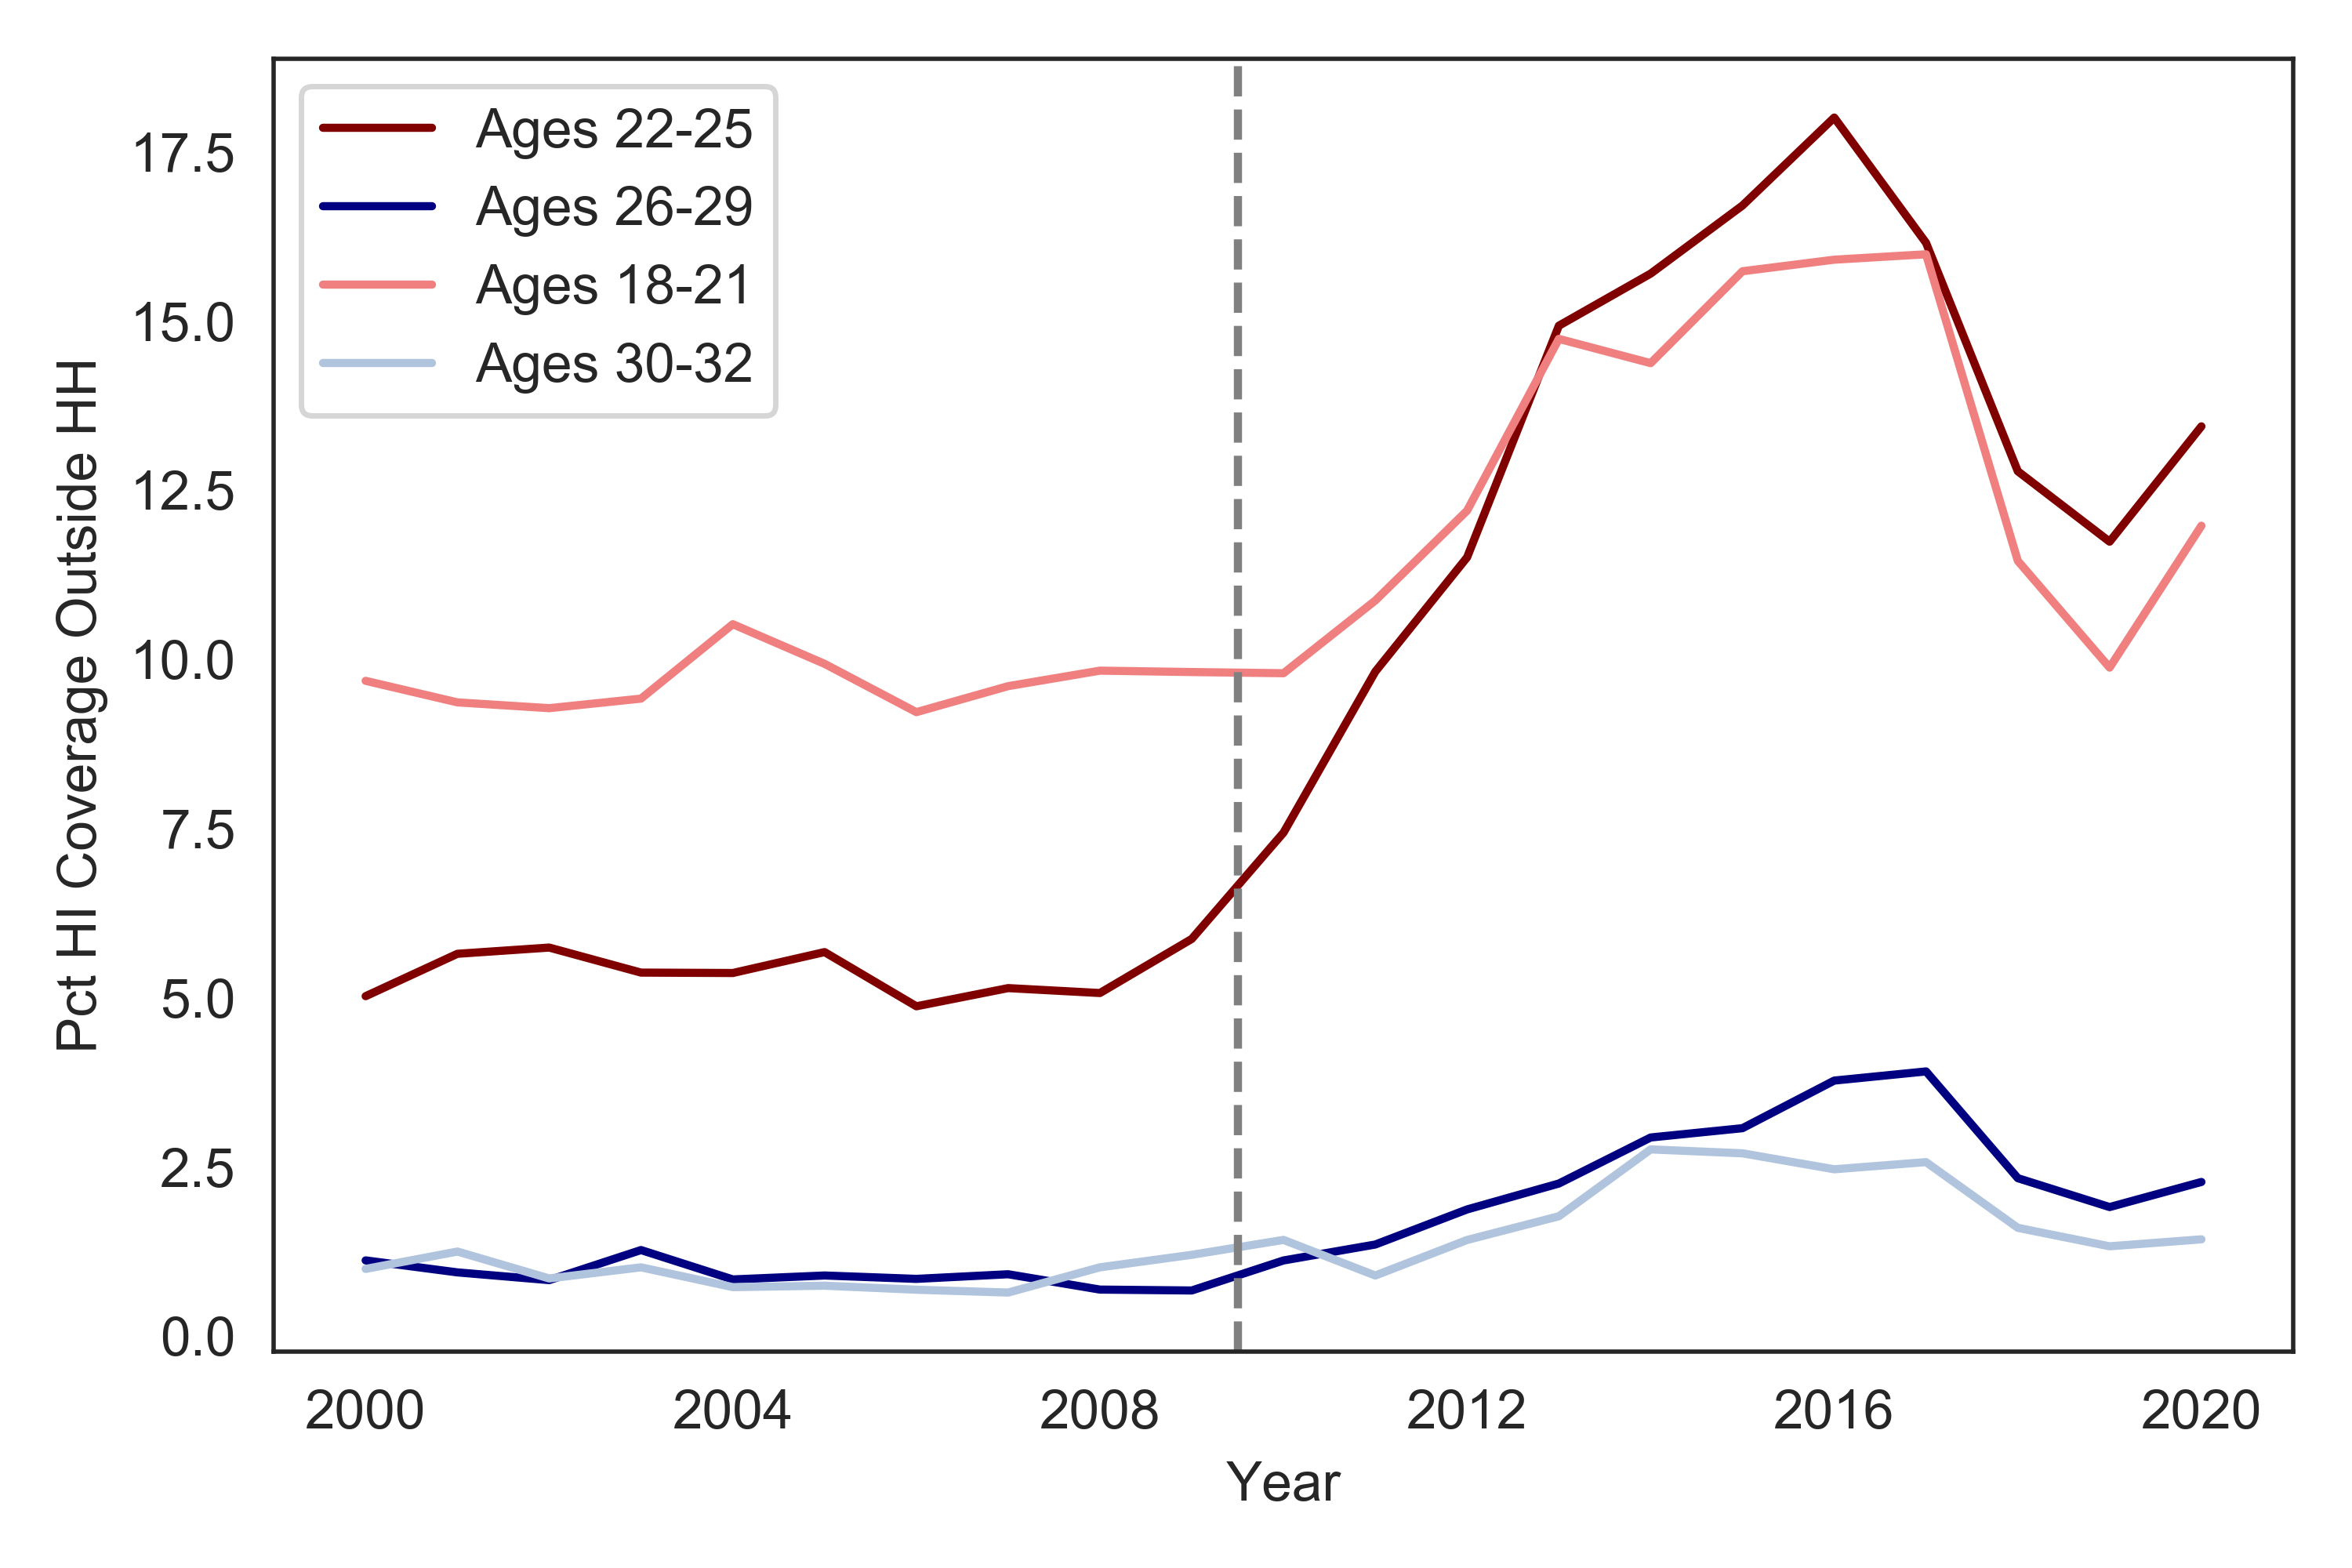 Ages 22-25
Ages 26-29
Ages 18-21
Ages 30-32
Pct HI Coverage Outside HH
17.5
15.0
12.5
10.0
7.5
5.0
2.5
0.0
2000 2004 2008 2012 2016 2020
Year